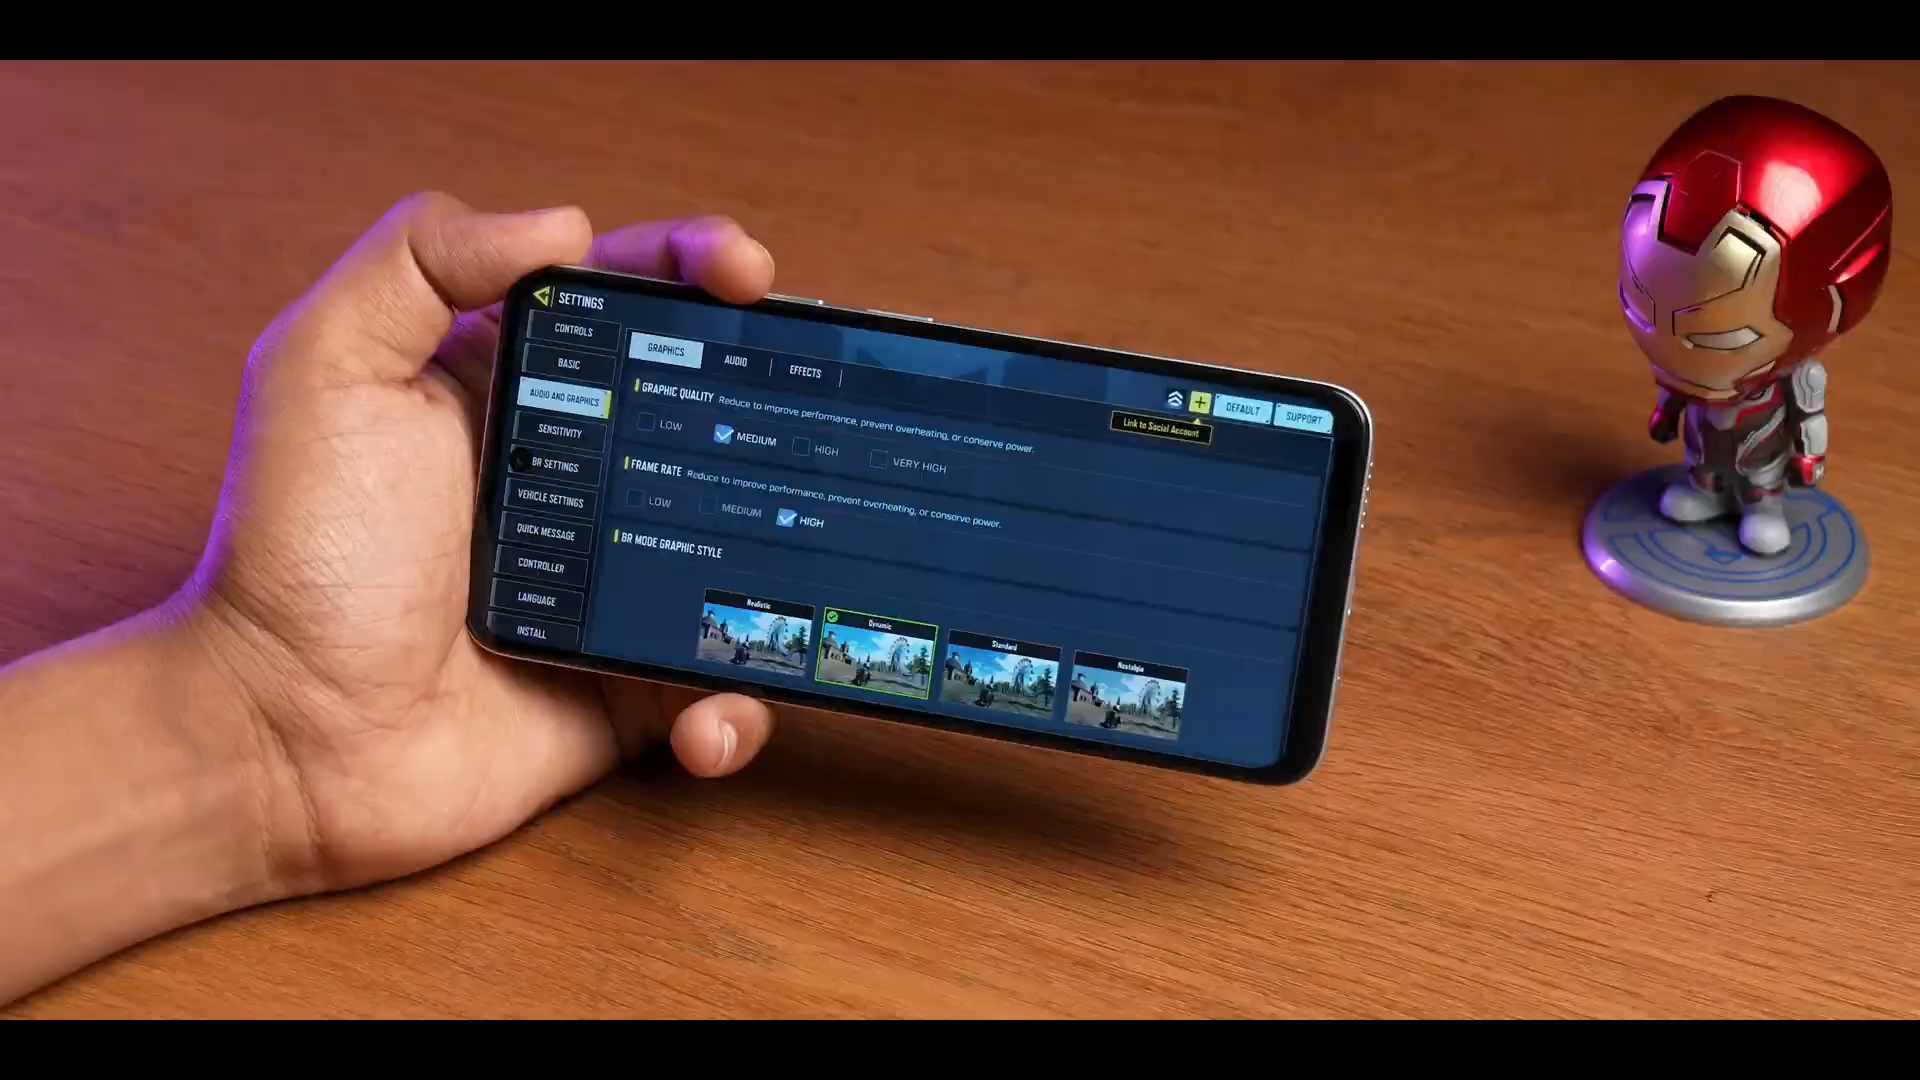 SETTINGS
CONTROLS
BASIC
AUDIO AND GRAPHICS
SENSITIVITY
BR SETTINGS
VEHICLE SETTINGS
QUICK MESSAGE
CONTROLLER
LANGUAGE
INSTALL
GRAPHICS AUDIO EFFECTS
DEFAULT SUPPORT
Link to Social Account
GRAPHIC QUALITY Reduce to improve performance, prevent overheating, or conserve power.
LOW MEDIUM HIGH VERY HIGH
FRAME RATE Reduce to improve performance, prevent overheating, or conserve power.
LOW MEDIUM HIGH
BR MODE GRAPHIC STYLE
Realistic Dynamic Standard Nostalgia